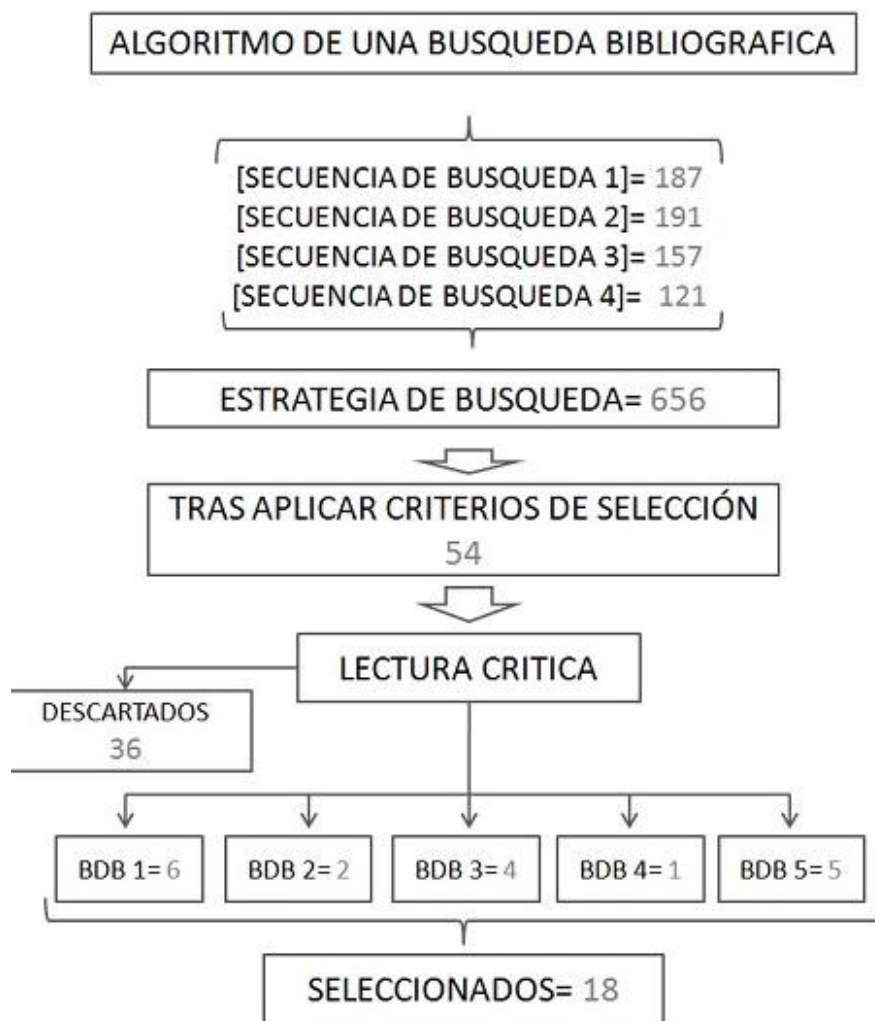 ALGORITMO DE UNA BUSQUEDA BIBLIOGRAFICA
[SECUENCIA DE BUSQUEDA 1]= 187
[SECUENCIA DE BUSQUEDA 2]= 191
[SECUENCIA DE BUSQUEDA 3]= 157
[SECUENCIA DE BUSQUEDA 4]= 121
ESTRATEGIA DE BUSQUEDA= 656
TRAS APLICAR CRITERIOS DE SELECCIÓN
54
LECTURA CRITICA
DESCARTADOS
36
BDB 1= 6
BDB 2= 2
BDB 3= 4
BDB 4= 1
BDB 5= 5
SELECCIONADOS= 18